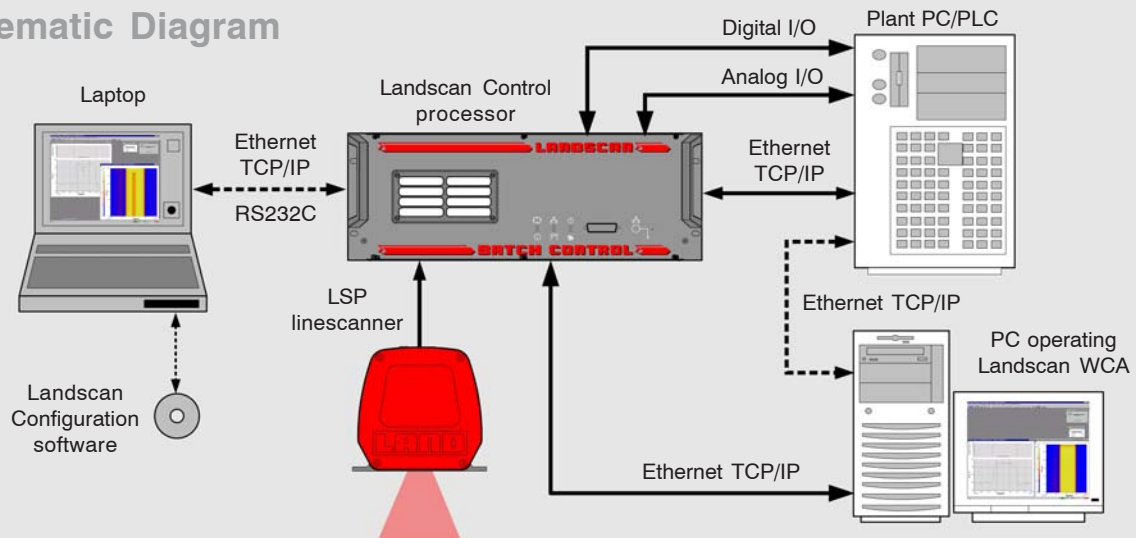 ematic Diagram
Laptop
Ethernet
TCP/IP
RS232C
Landscan
Configuration
software
Landscan Control
processor
LANDSCAN
BATCH CONTROL
LSP
linescanner
LAND
Digital I/O
Analog I/O
Ethernet
TCP/IP
Plant PC/PLC
Ethernet TCP/IP
PC operating
Landscan WCA
Ethernet TCP/IP